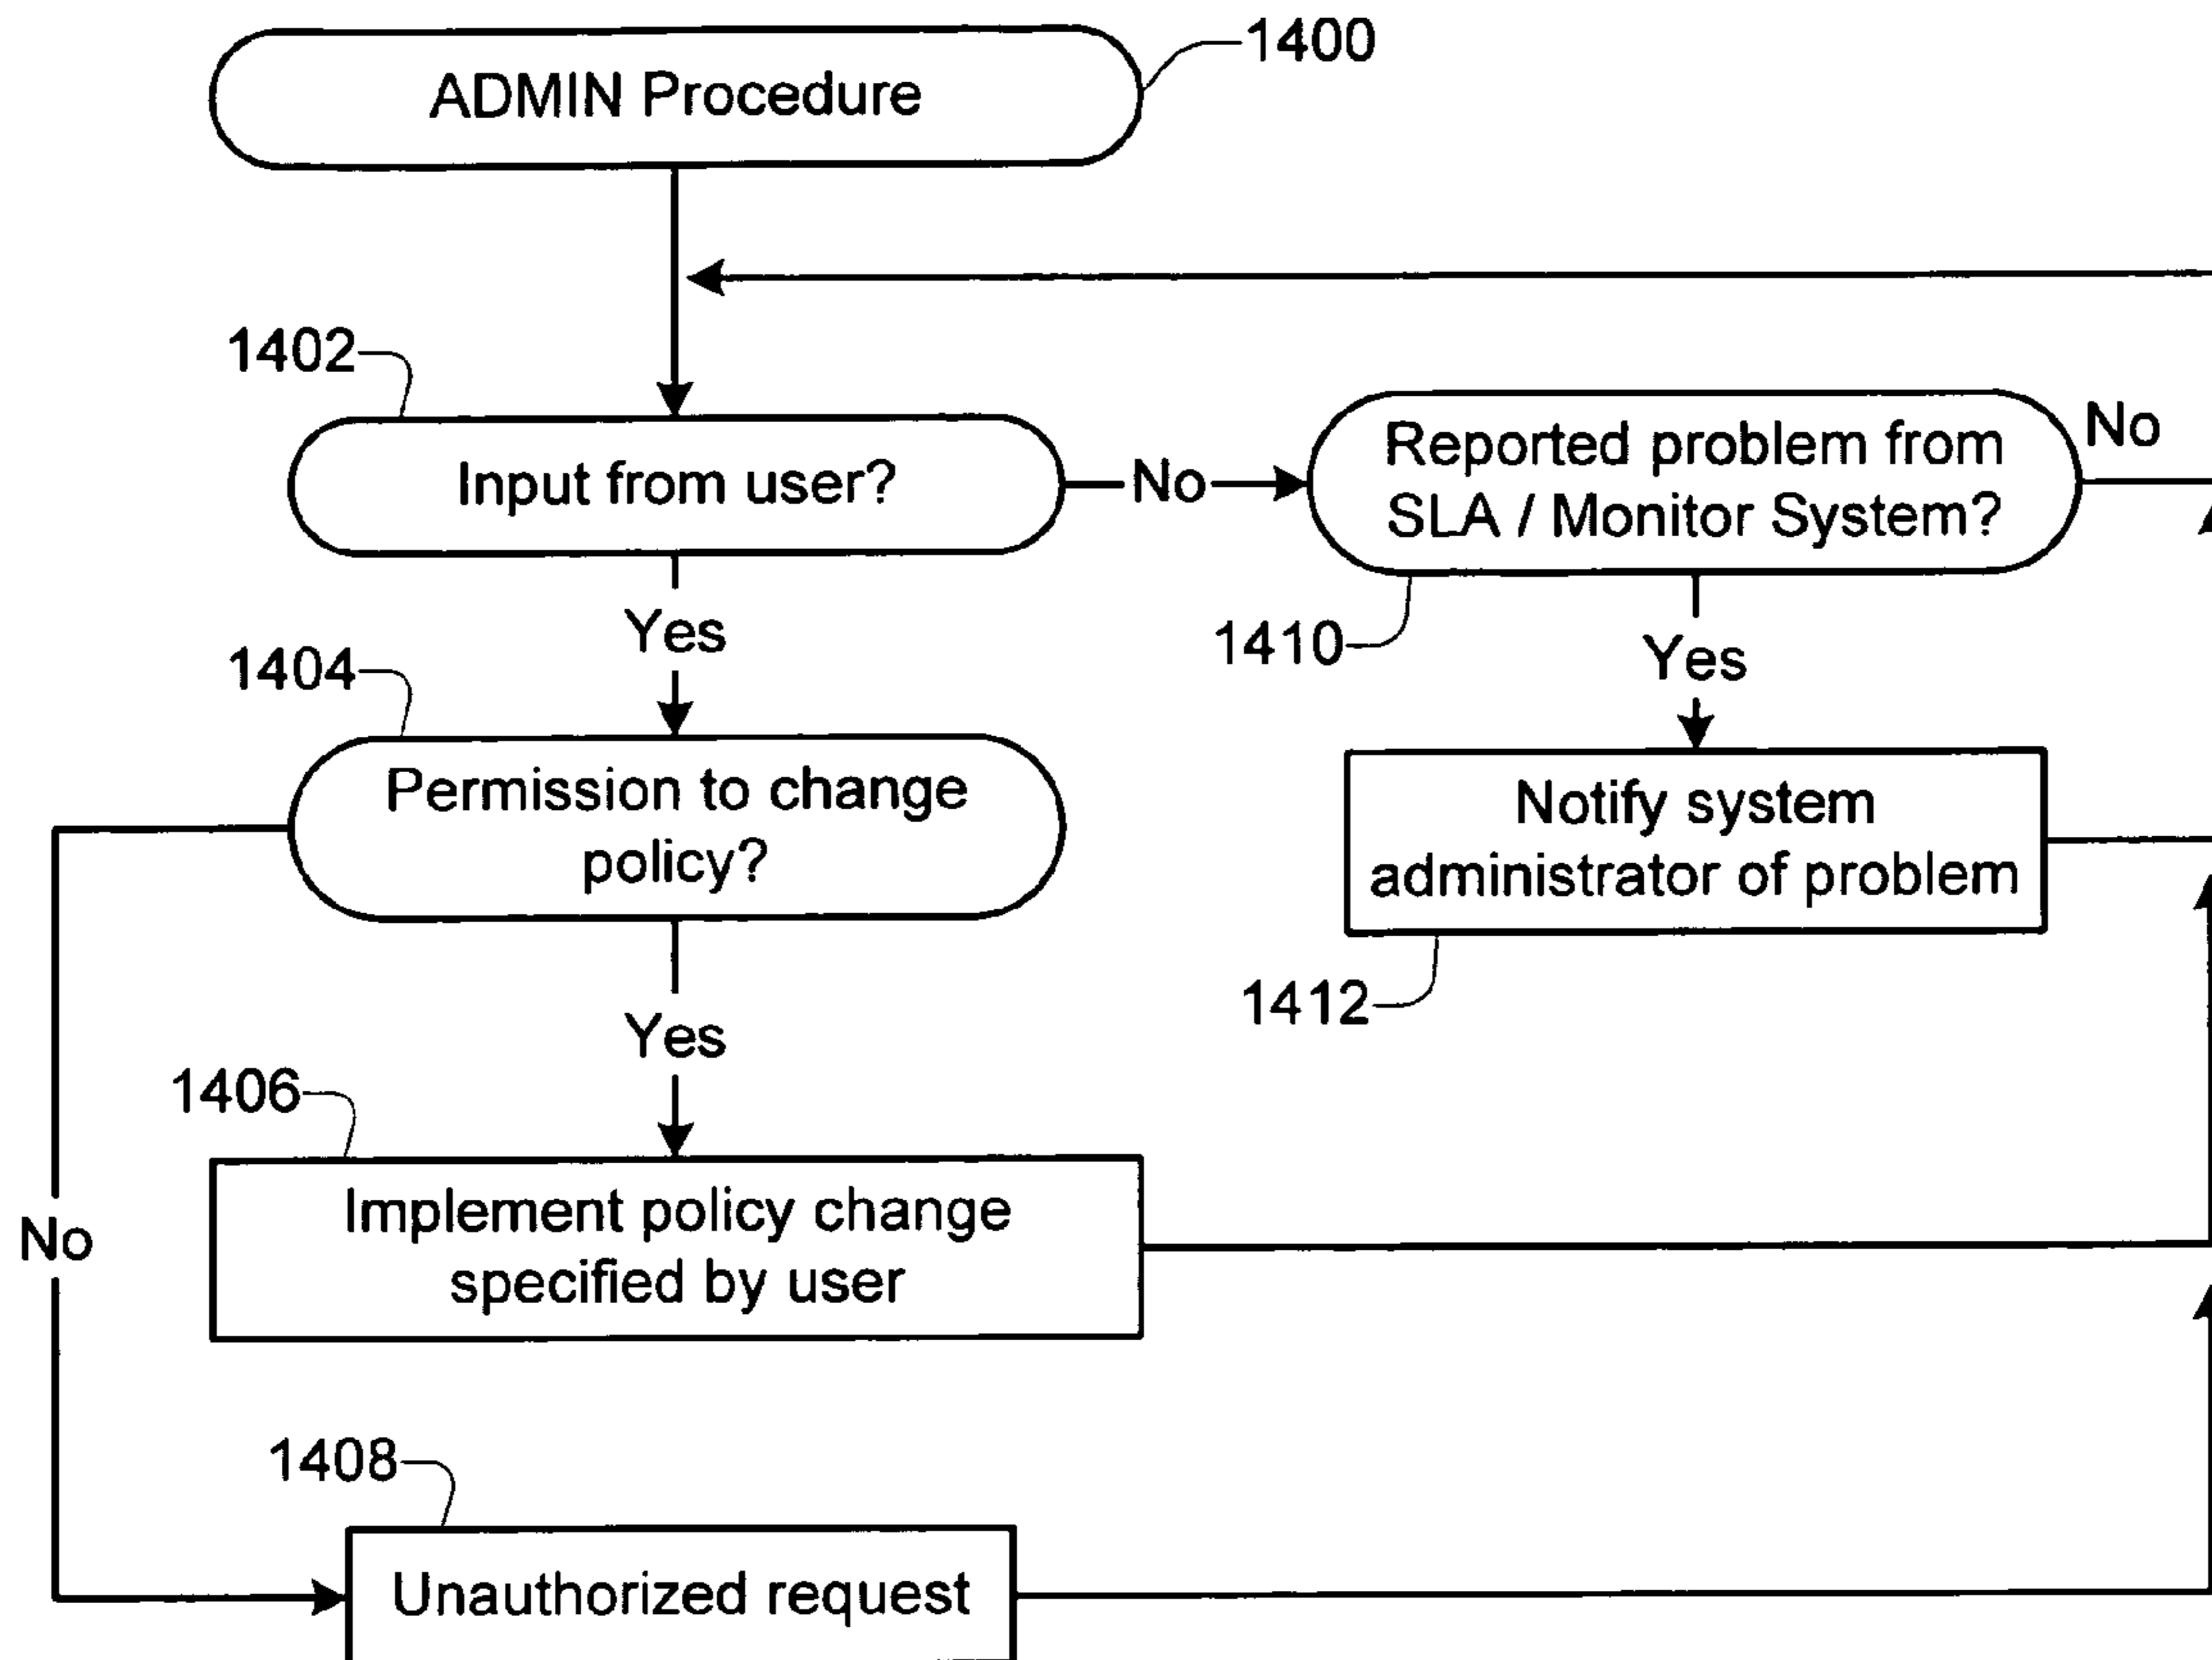 1400
ADMIN Procedure
1402
Input from user?
No
Reported problem from
SLA / Monitor System?
No
1410
Yes
Yes
1404
Permission to change
policy?
Notify system
administrator of problem
1412
Yes
1406
Implement policy change
specified by user
No
1408
Unauthorized request